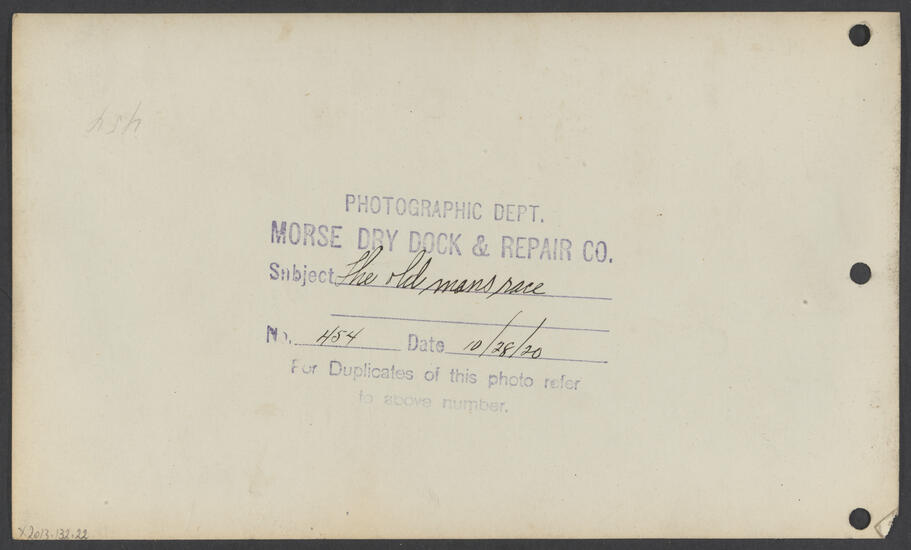 454
PHOTOGRAPHIC DEPT.
MORSE DRY DOCK & REPAIR CO.
Subject The old mans race
No. 454 Date 10/28/20
For Duplicates of this photo refer
to above number.
X2013.132.22